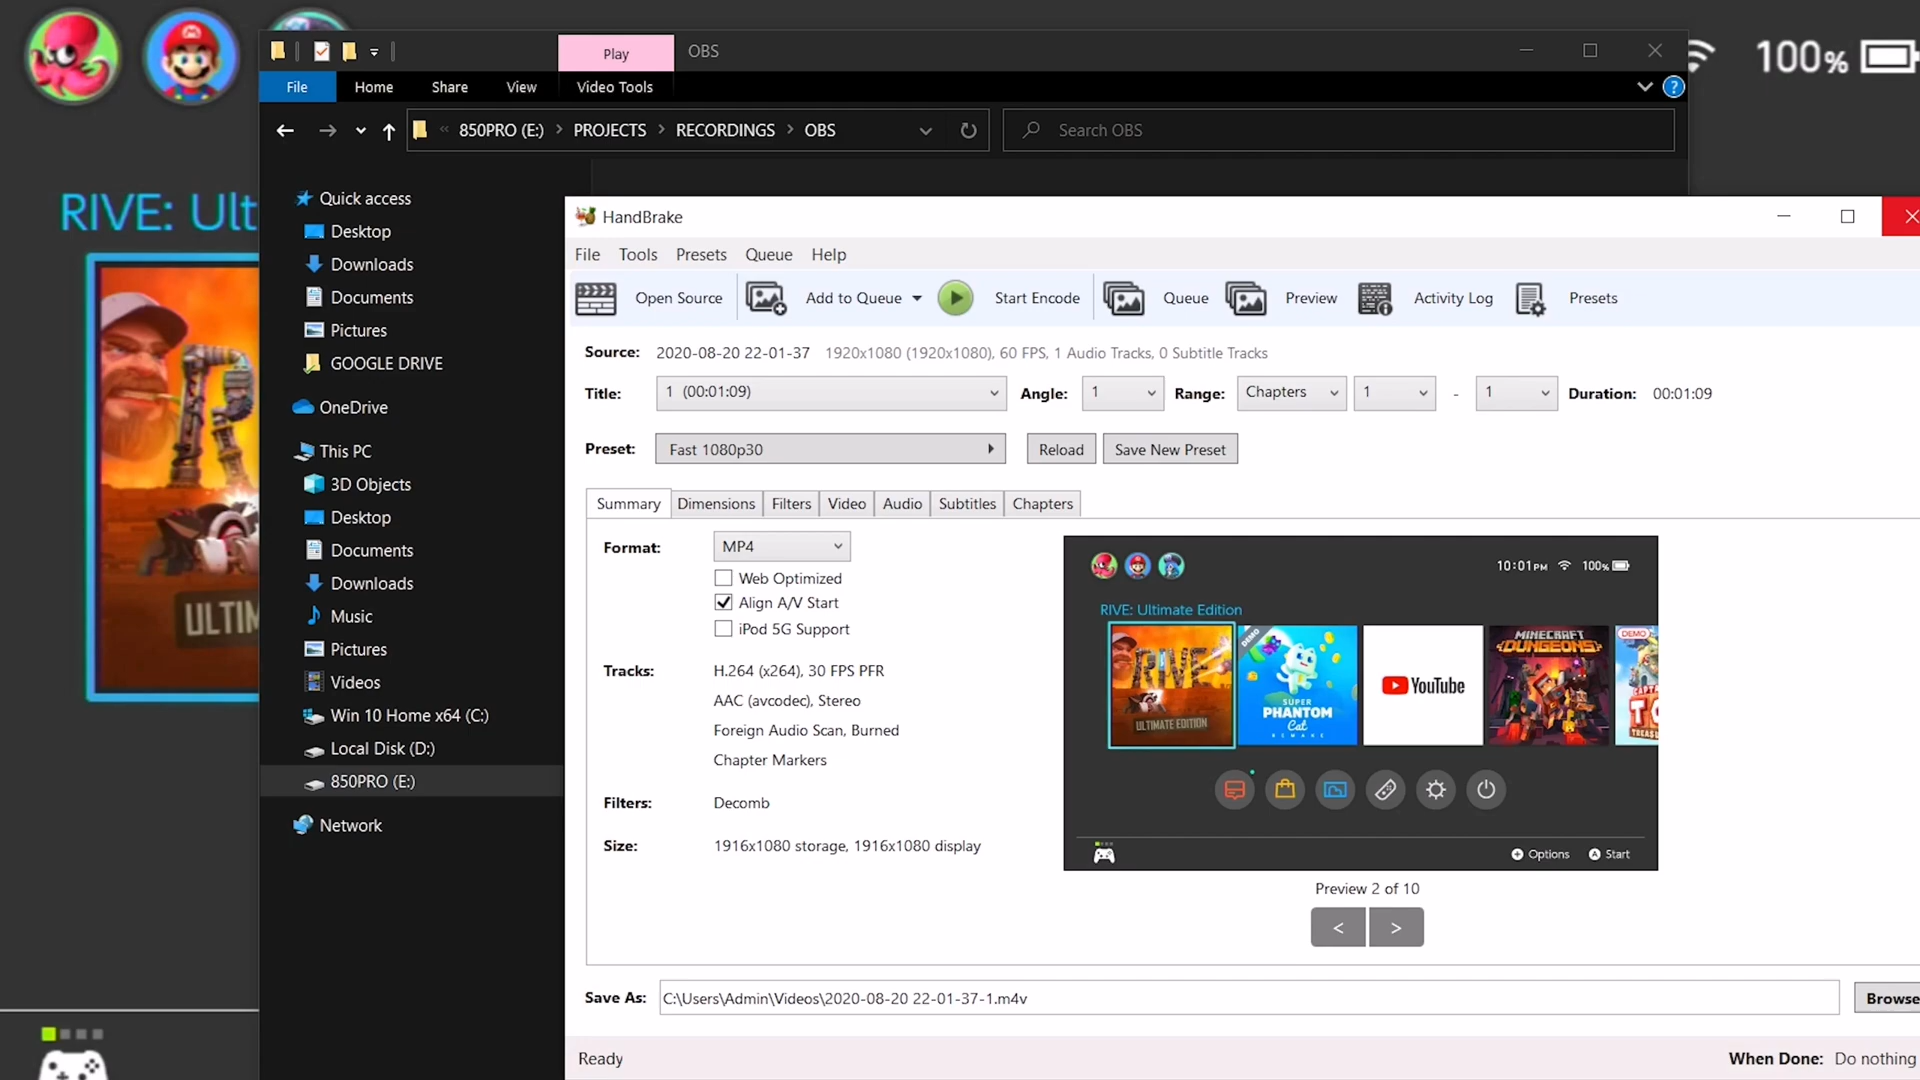 100%
RIVE: Ult
ULTIM
Play
OBS
File
Home
Share
View
Video Tools
?
« 850PRO (E:) > PROJECTS > RECORDINGS > OBS
Search OBS
Quick access
Desktop
Downloads
Documents
Pictures
GOOGLE DRIVE
OneDrive
This PC
3D Objects
Desktop
Documents
Downloads
Music
Pictures
Videos
Win 10 Home x64 (C:)
Local Disk (D:)
850PRO (E:)
Network
HandBrake
File
Tools
Presets
Queue
Help
Open Source
Add to Queue
Start Encode
Queue
Preview
Activity Log
Presets
Source: 2020-08-20 22-01-37 1920x1080 (1920x1080), 60 FPS, 1 Audio Tracks, 0 Subtitle Tracks
Title: 1 (00:01:09) Angle: 1 Range: Chapters 1 - 1 Duration: 00:01:09
Preset: Fast 1080p30 Reload Save New Preset
Summary Dimensions Filters Video Audio Subtitles Chapters
Format: MP4
Web Optimized
Align A/V Start
iPod 5G Support
Tracks: H.264 (x264), 30 FPS PFR
AAC (avcodec), Stereo
Foreign Audio Scan, Burned
Chapter Markers
Filters: Decomb
Size: 1916x1080 storage, 1916x1080 display
10:01PM 100%
RIVE: Ultimate Edition
RIVE
ULTIMATE EDITION
DEMO
SUPER
PHANTOM
Cat
REMAKE
YouTube
MINECRAFT
DUNGEONS
DEMO
Options
A Start
Preview 2 of 10
< >
Save As: C:\Users\Admin\Videos\2020-08-20 22-01-37-1.m4v Browse
Ready
When Done: Do nothing